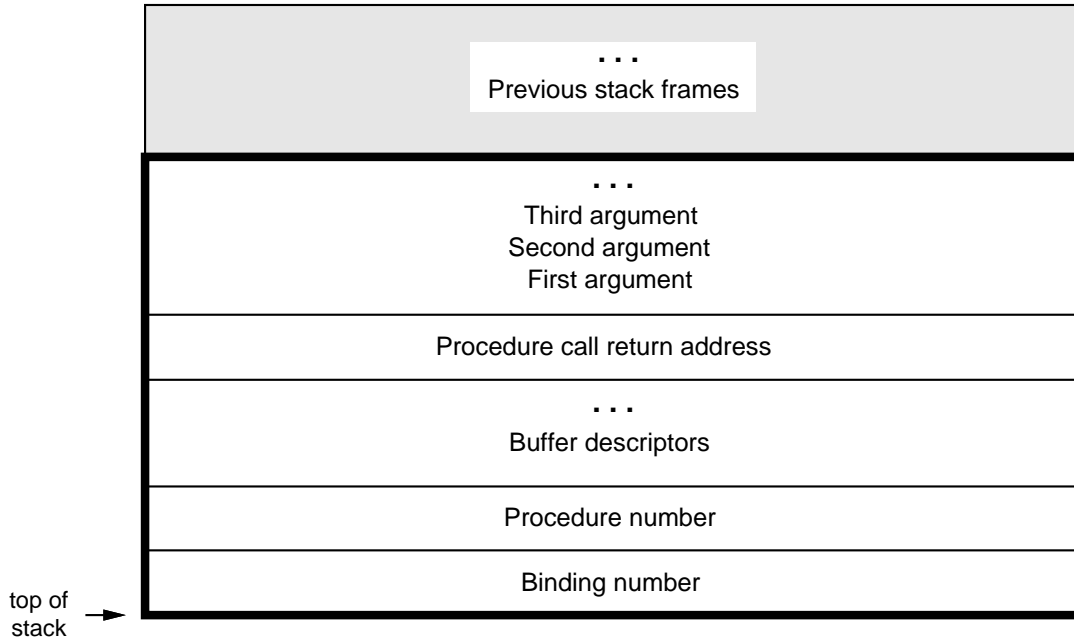 . . .
Previous stack frames
. . .
Third argument
Second argument
First argument
Procedure call return address
. . .
Buffer descriptors
Procedure number
Binding number
top of
stack